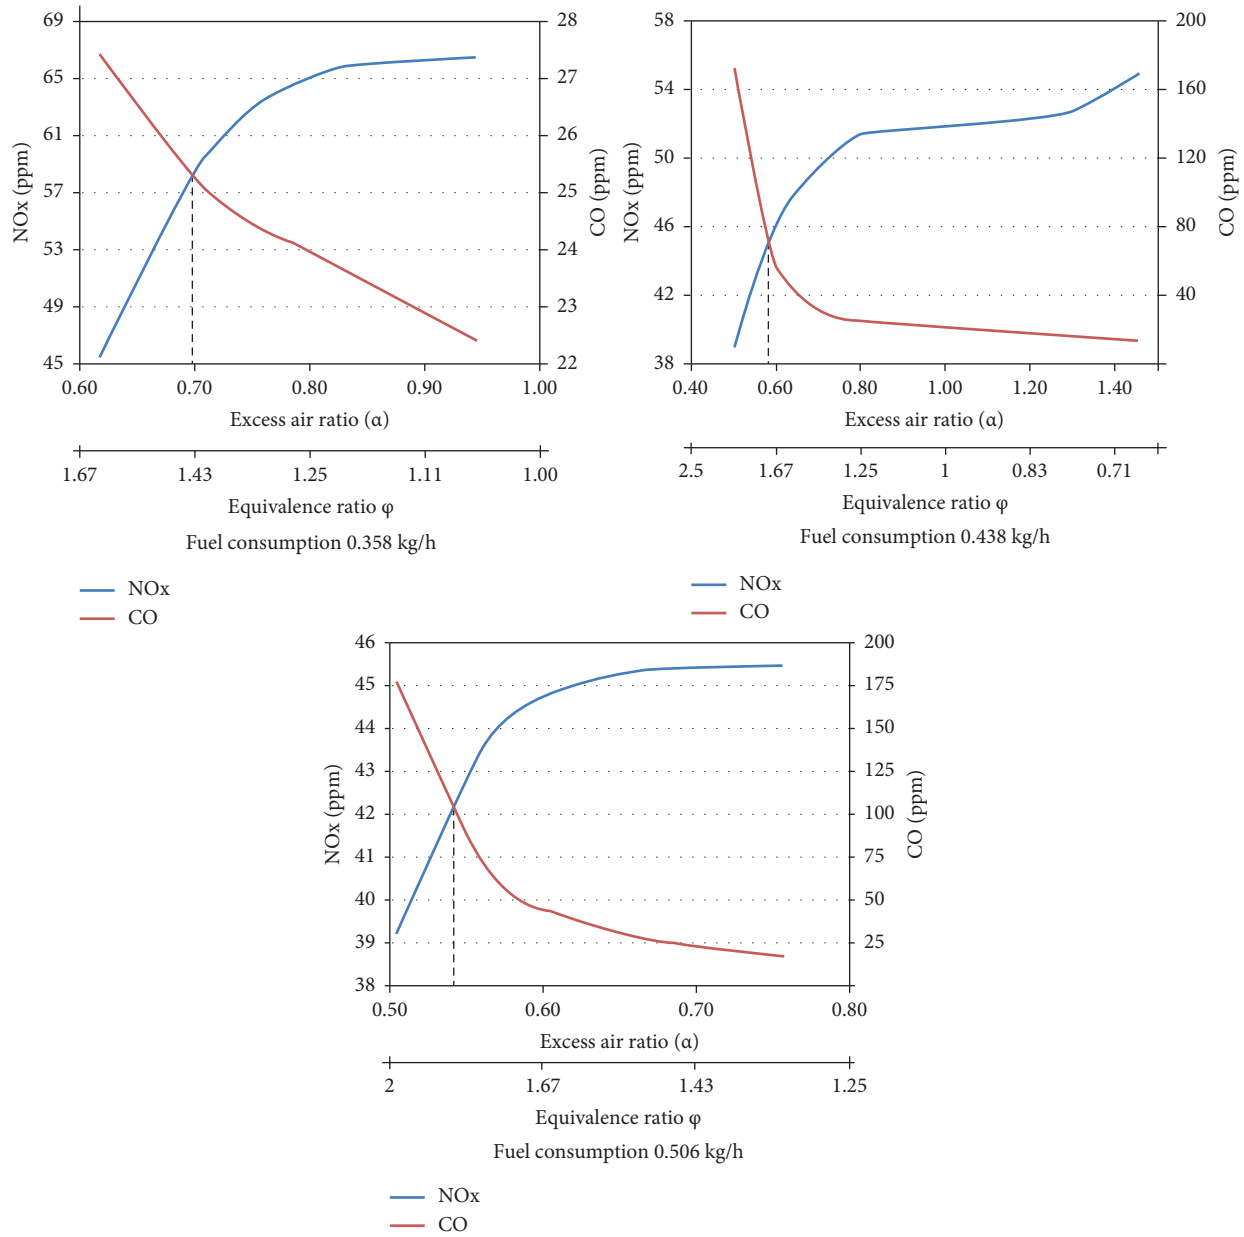 69
65
61
57
53
49
45
NOx (ppm)
28
27
26
25
24
23
22
CO (ppm)
0.60 0.70 0.80 0.90 1.00
Excess air ratio (α)
1.67 1.43 1.25 1.11 1.00
Equivalence ratio φ
Fuel consumption 0.358 kg/h
NOx
CO
58
54
50
46
42
38
NOx (ppm)
200
160
120
80
40
CO (ppm)
0.40 0.60 0.80 1.00 1.20 1.40
Excess air ratio (α)
2.5 1.67 1.25 1 0.83 0.71
Equivalence ratio φ
Fuel consumption 0.438 kg/h
NOx
CO
46
45
44
43
42
41
40
39
38
NOx (ppm)
200
175
150
125
100
75
50
25
CO (ppm)
0.50 0.60 0.70 0.80
Excess air ratio (α)
2 1.67 1.43 1.25
Equivalence ratio φ
Fuel consumption 0.506 kg/h
NOx
CO